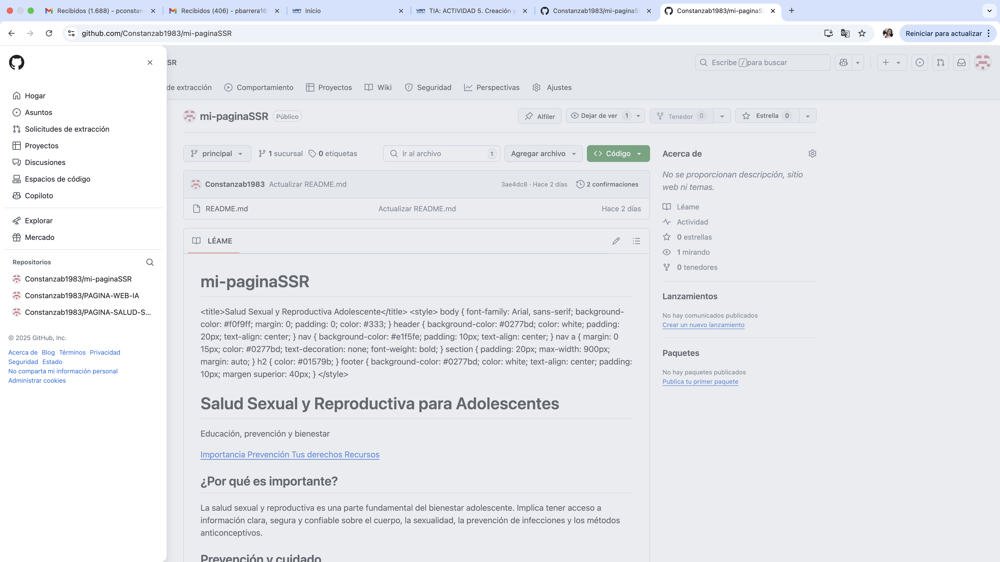 Recibidos (1.688) - pconstan
Recibidos (406) - pbarrera16
UAN Inicio
UAN TIA: ACTIVIDAD 5. Creación y
Constanzab1983/mi-paginaSS
Constanzab1983/mi-paginaSS
github.com/Constanzab1983/mi-paginaSSR
Reiniciar para actualizar
SR
Escribe / para buscar
de extracción
Comportamiento
Proyectos
Wiki
Seguridad
Perspectivas
Ajustes
Hogar
Asuntos
Solicitudes de extracción
Proyectos
Discusiones
Espacios de código
Copiloto
Explorar
Mercado
Repositorios
Constanzab1983/mi-paginaSSR
Constanzab1983/PAGINA-WEB-IA
Constanzab1983/PAGINA-SALUD-S...
© 2025 GitHub, Inc.
Acerca de Blog Términos Privacidad
Seguridad Estado
No comparta mi información personal
Administrar cookies
mi-paginaSSR Público
Alfiler
Dejar de ver 1
Tenedor 0
Estrella 0
principal
1 sucursal
0 etiquetas
Ir al archivo t
Agregar archivo
Código
Constanzab1983 Actualizar README.md 3ae4dc8 · Hace 2 días 2 confirmaciones
README.md Actualizar README.md Hace 2 días
LÉAME
mi-paginaSSR
<title>Salud Sexual y Reproductiva Adolescente</title> <style> body { font-family: Arial, sans-serif; background-
color: #f0f9ff; margin: 0; padding: 0; color: #333; } header { background-color: #0277bd; color: white; padding:
20px; text-align: center; } nav { background-color: #e1f5fe; padding: 10px; text-align: center; } nav a { margin: 0
15px; color: #0277bd; text-decoration: none; font-weight: bold; } section { padding: 20px; max-width: 900px;
margin: auto; } h2 { color: #01579b; } footer { background-color: #0277bd; color: white; text-align: center; padding:
10px; margen superior: 40px; } </style>
Salud Sexual y Reproductiva para Adolescentes
Educación, prevención y bienestar
Importancia Prevención Tus derechos Recursos
¿Por qué es importante?
La salud sexual y reproductiva es una parte fundamental del bienestar adolescente. Implica tener acceso a
información clara, segura y confiable sobre el cuerpo, la sexualidad, la prevención de infecciones y los métodos
anticonceptivos.
Prevención y cuidado
Acerca de
No se proporcionan descripción, sitio
web ni temas.
Léame
Actividad
0 estrellas
1 mirando
0 tenedores
Lanzamientos
No hay comunicados publicados
Crear un nuevo lanzamiento
Paquetes
No hay paquetes publicados
Publica tu primer paquete